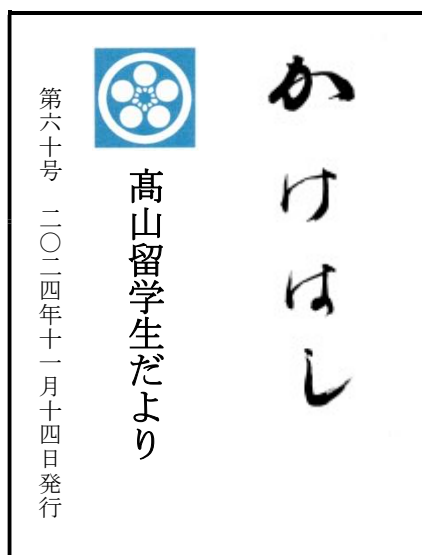 かけはし
髙山留学生だより
第六十号　二〇二四年十一月十四日発行